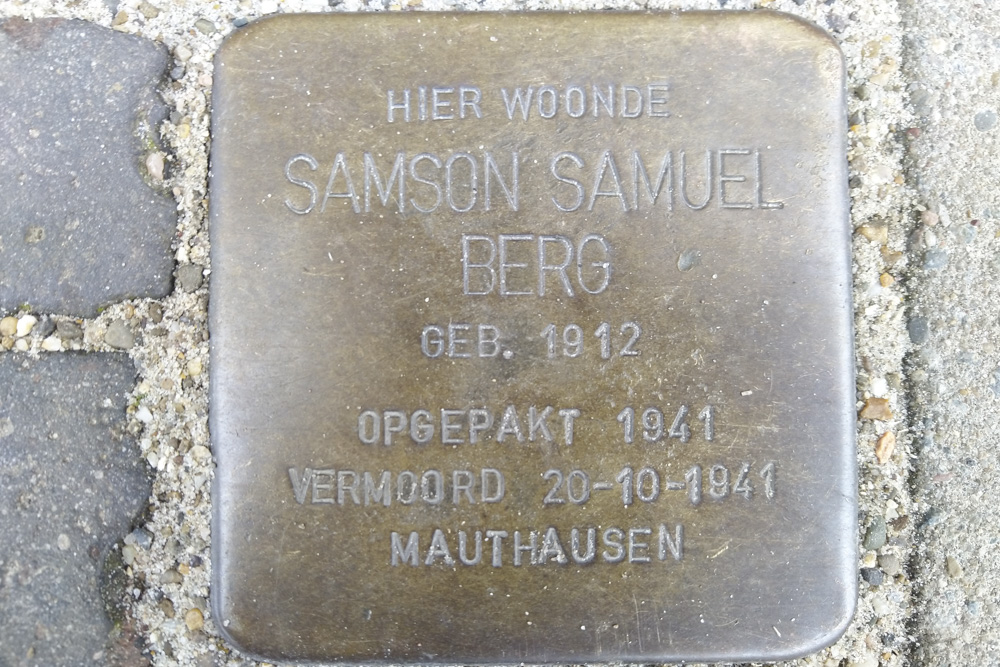 HIER WOONDE
SAMSON SAMUEL
BERG
GEB. 1912
OPGEPAKT 1941
VERMOORD 20-10-1941
MAUTHAUSEN